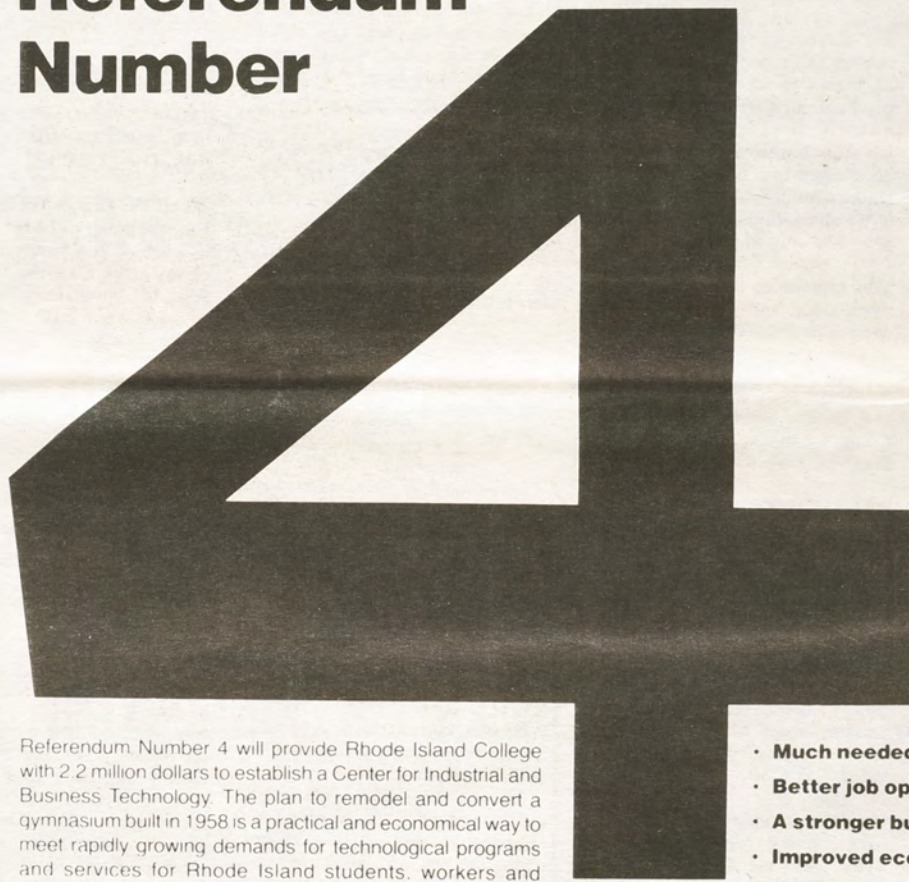 Referendum
Number
4
Referendum Number 4 will provide Rhode Island College
with 2.2 million dollars to establish a Center for Industrial and
Business Technology. The plan to remodel and convert a
gymnasium built in 1958 is a practical and economical way to
meet rapidly growing demands for technological programs
and services for Rhode Island students, workers and
· Much needed
· Better job op
· A stronger bu
· Improved eco